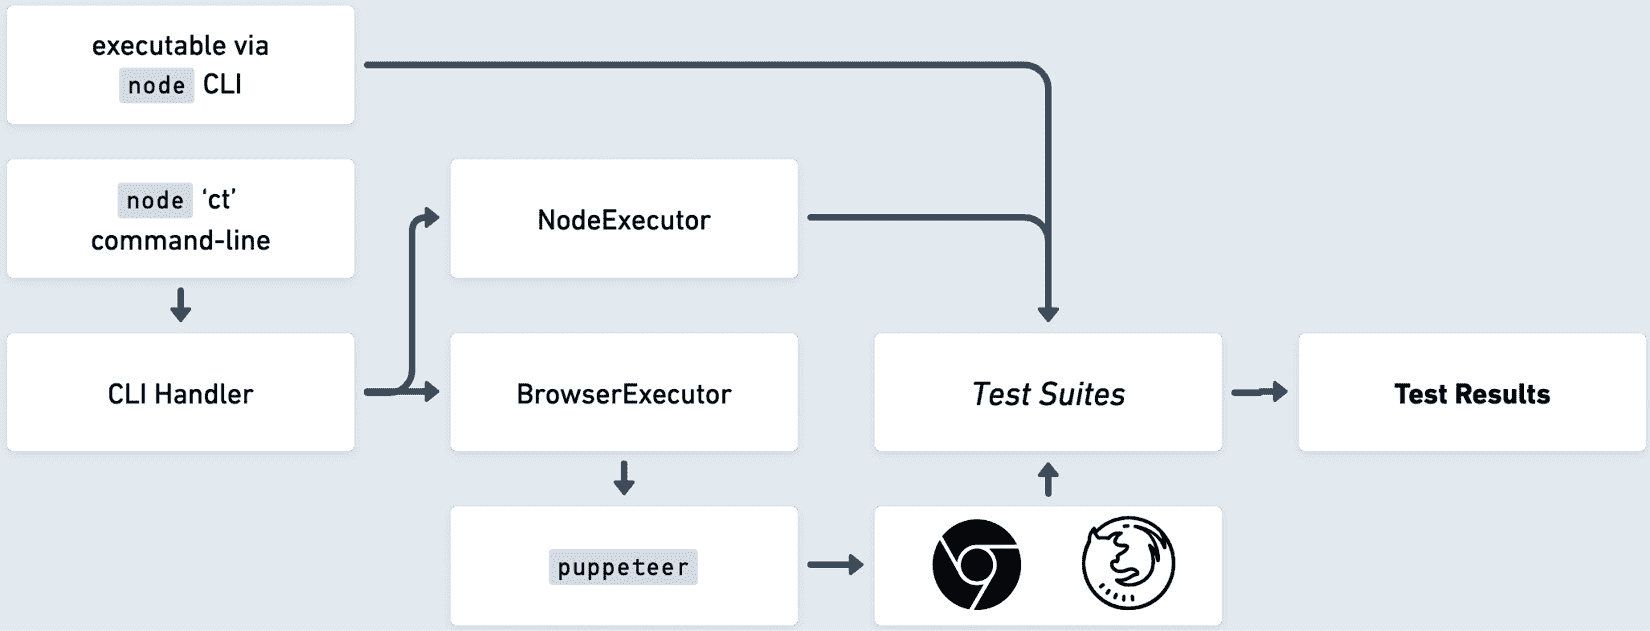 executable via
node CLI
node ‘ct’
command-line
NodeExecutor
CLI Handler
BrowserExecutor
Test Suites
Test Results
puppeteer